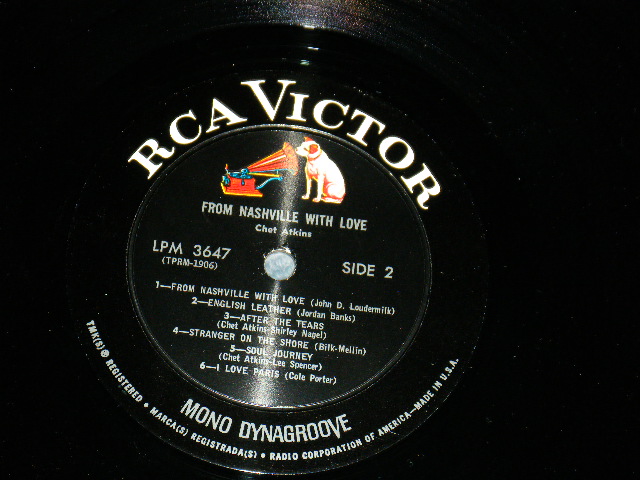 RCA VICTOR
FROM NASHVILLE WITH LOVE
Chet Atkins
LPM 3647
(TPRM-1906)
SIDE 2
1—FROM NASHVILLE WITH LOVE (John D. Loudermilk)
2—ENGLISH LEATHER (Jordan Banks)
3—AFTER THE TEARS
(Chet Atkins-Shirley Nagel)
4—STRANGER ON THE SHORE (Bilk-Mellin)
5—SOUL JOURNEY
(Chet Atkins-Lee Spencer)
6—I LOVE PARIS (Cole Porter)
MONO DYNAGROOVE
TMK(S) ® REGISTERED • MARCA(S) REGISTRADA(S) • RADIO CORPORATION OF AMERICA—MADE IN U.S.A.